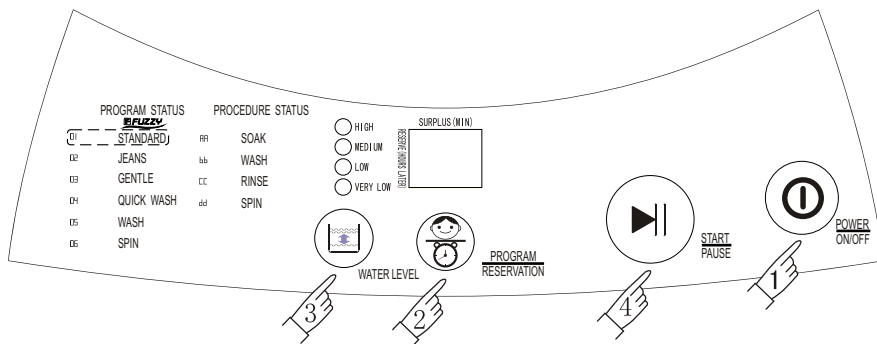 PROGRAM STATUS PROCEDURE STATUS
FUZZY
01 STANDARD AA SOAK
02 JEANS bb WASH
03 GENTLE CC RINSE
04 QUICK WASH dd SPIN
05 WASH
06 SPIN
HIGH
MEDIUM
LOW
VERY LOW
SURPLUS(MIN)
RESERVE(HOURS LATER)
WATER LEVEL
PROGRAM
RESERVATION
START
PAUSE
POWER
ON/OFF
3
2
4
1